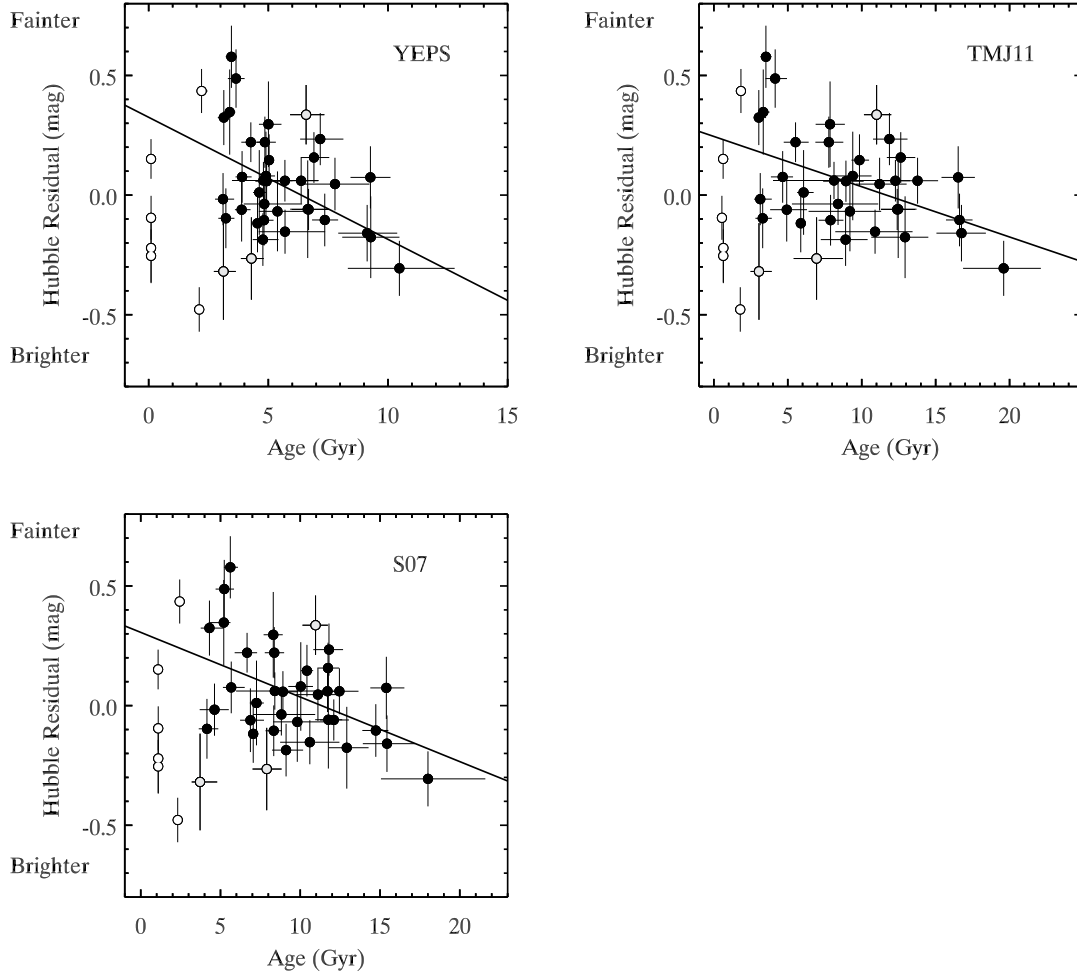 Fainter
YEPS
0.5
0.0
-0.5
Hubble Residual (mag)
Brighter
0 5 10 15
Age (Gyr)
Fainter
TMJ11
0.5
0.0
-0.5
Hubble Residual (mag)
Brighter
0 5 10 15 20
Age (Gyr)
Fainter
S07
0.5
0.0
-0.5
Hubble Residual (mag)
Brighter
0 5 10 15 20
Age (Gyr)